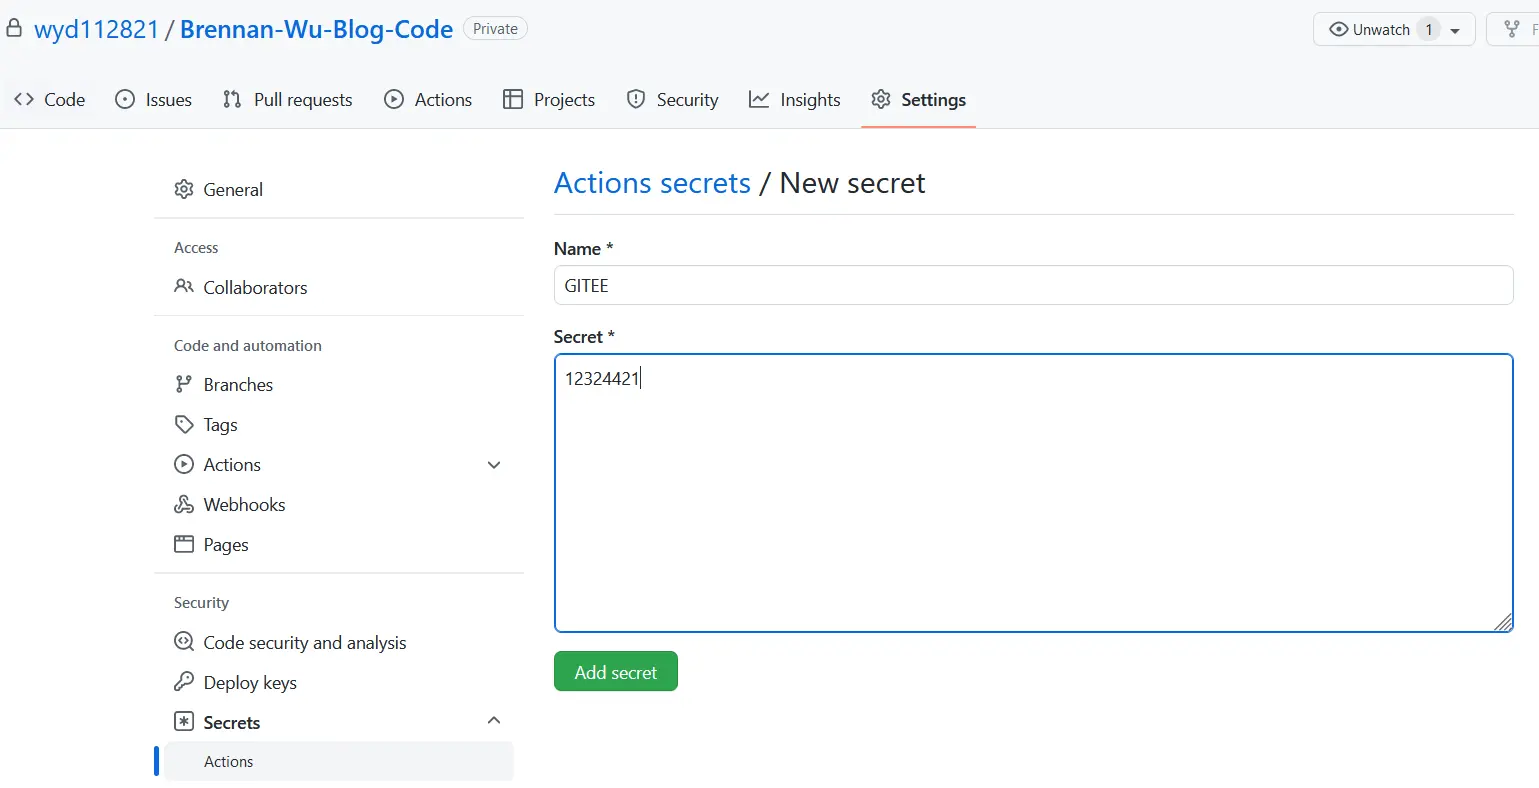 wyd112821 / Brennan-Wu-Blog-Code Private
Unwatch 1
F
Code Issues Pull requests Actions Projects Security Insights Settings
General
Access
Collaborators
Code and automation
Branches
Tags
Actions
Webhooks
Pages
Security
Code security and analysis
Deploy keys
Secrets
Actions
Actions secrets / New secret
Name *
GITEE
Secret *
12324421
Add secret